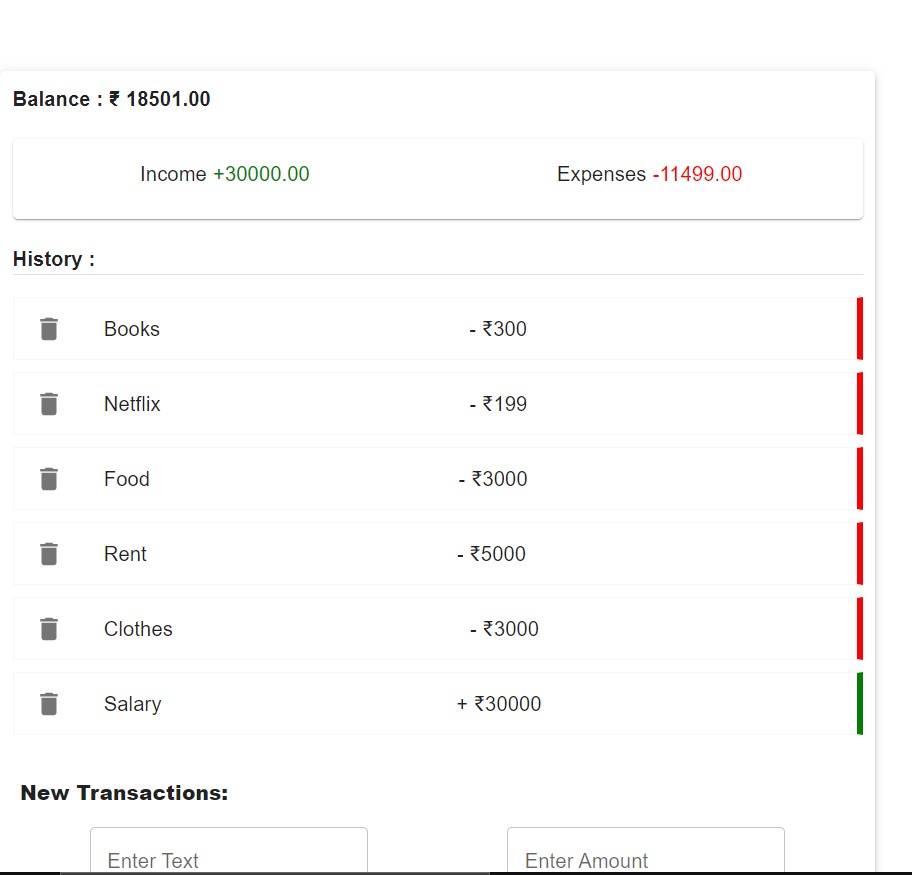 Balance : ₹ 18501.00
Income +30000.00 Expenses -11499.00
History :
Books - ₹300
Netflix - ₹199
Food - ₹3000
Rent - ₹5000
Clothes - ₹3000
Salary + ₹30000
New Transactions:
Enter Text Enter Amount